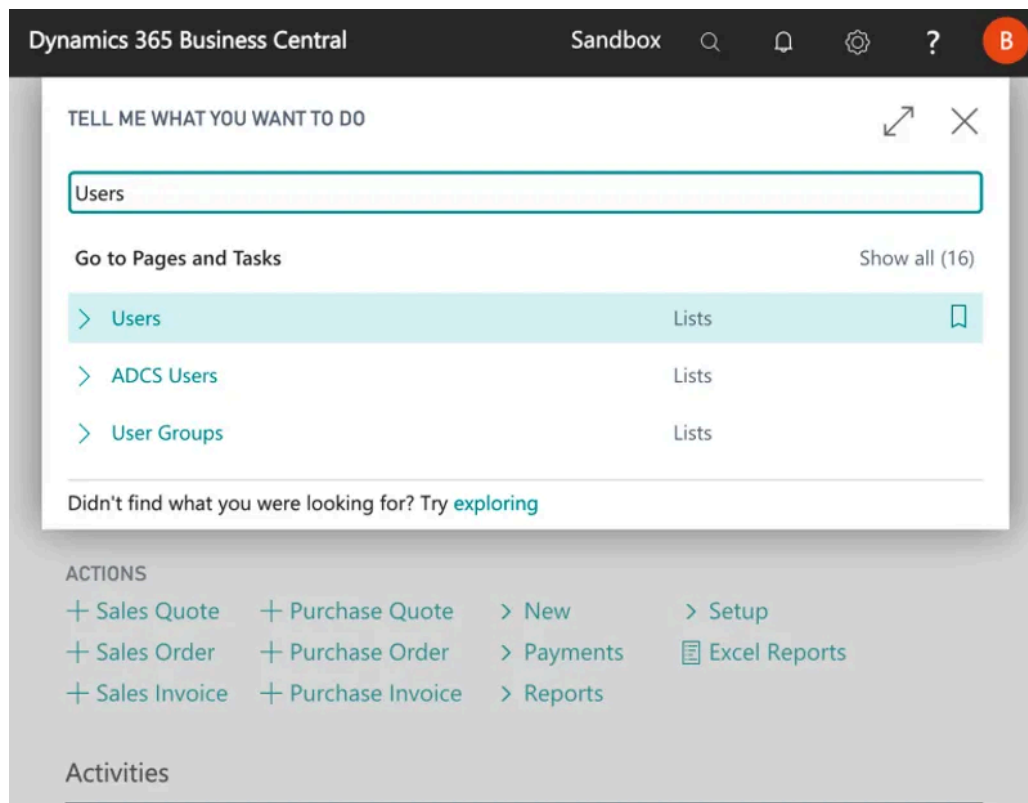 Dynamics 365 Business Central Sandbox ? B
TELL ME WHAT YOU WANT TO DO
Users
Go to Pages and Tasks Show all (16)
Users Lists
ADCS Users Lists
User Groups Lists
Didn't find what you were looking for? Try exploring
ACTIONS
+ Sales Quote + Purchase Quote > New > Setup
+ Sales Order + Purchase Order > Payments Excel Reports
+ Sales Invoice + Purchase Invoice > Reports
Activities